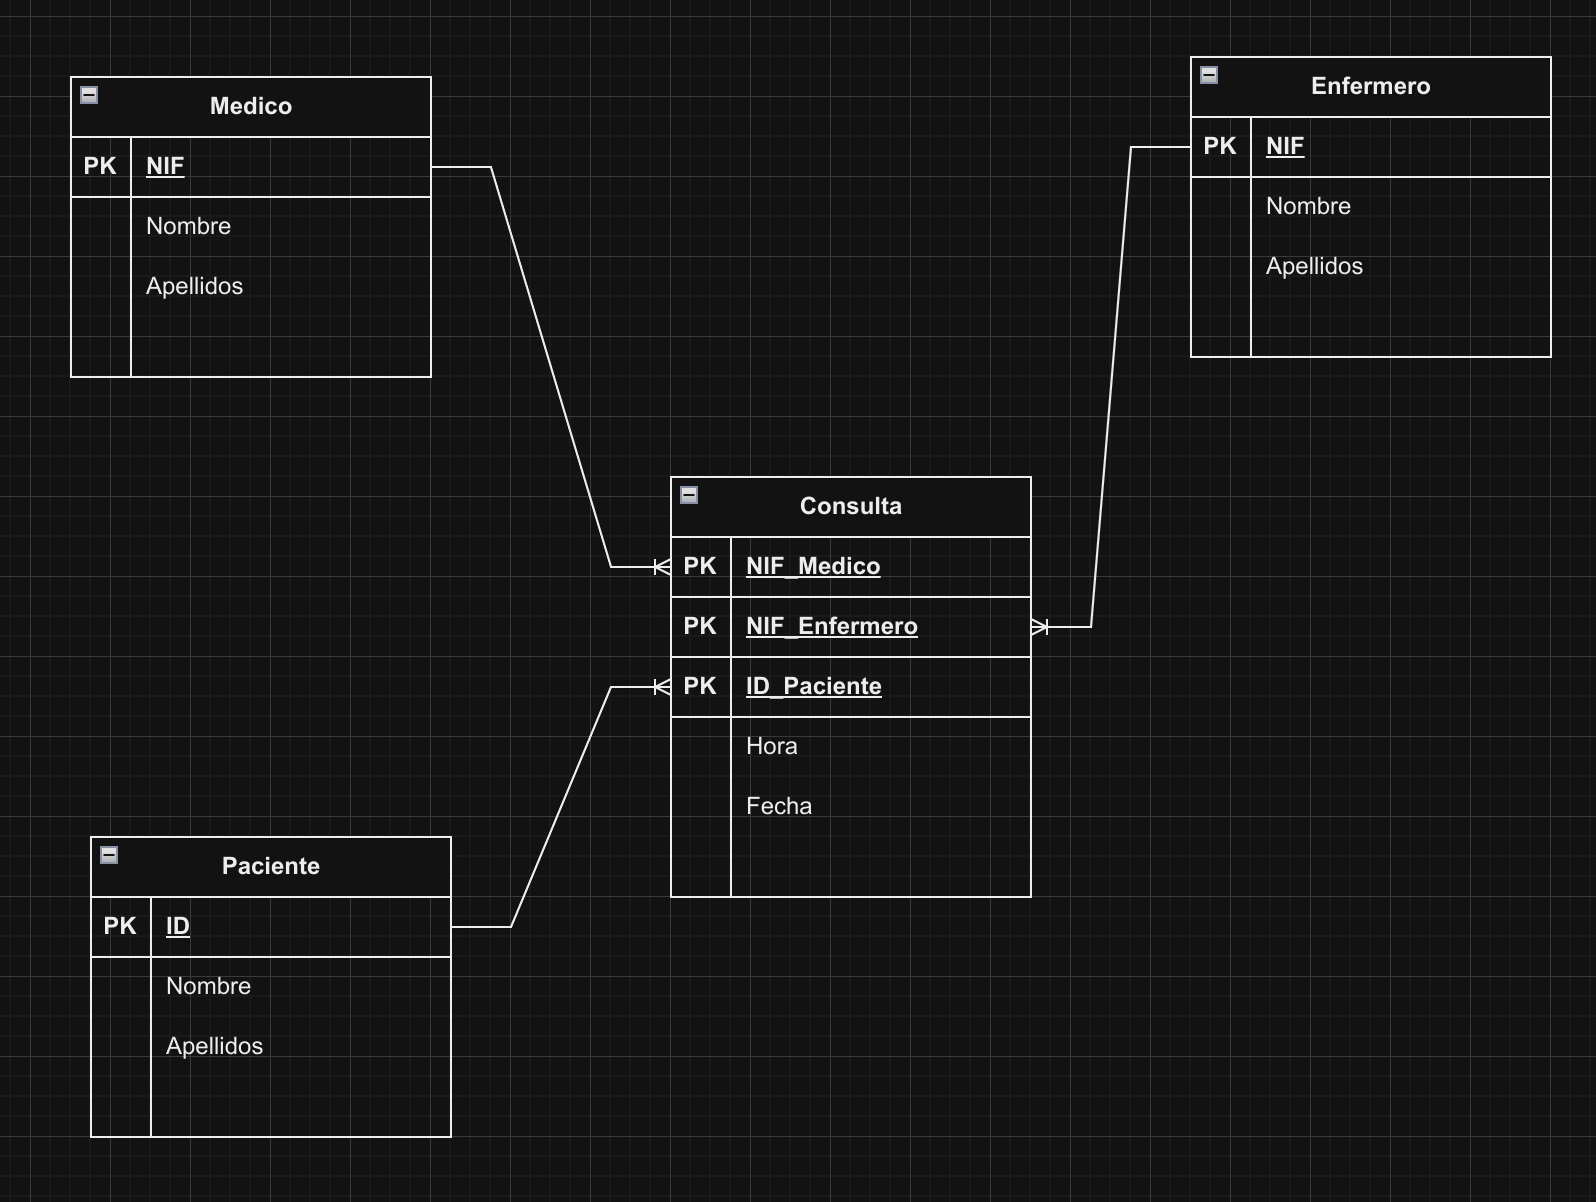 Medico
PK NIF
Nombre
Apellidos
Enfermero
PK NIF
Nombre
Apellidos
Consulta
PK NIF_Medico
PK NIF_Enfermero
PK ID_Paciente
Hora
Fecha
Paciente
PK ID
Nombre
Apellidos